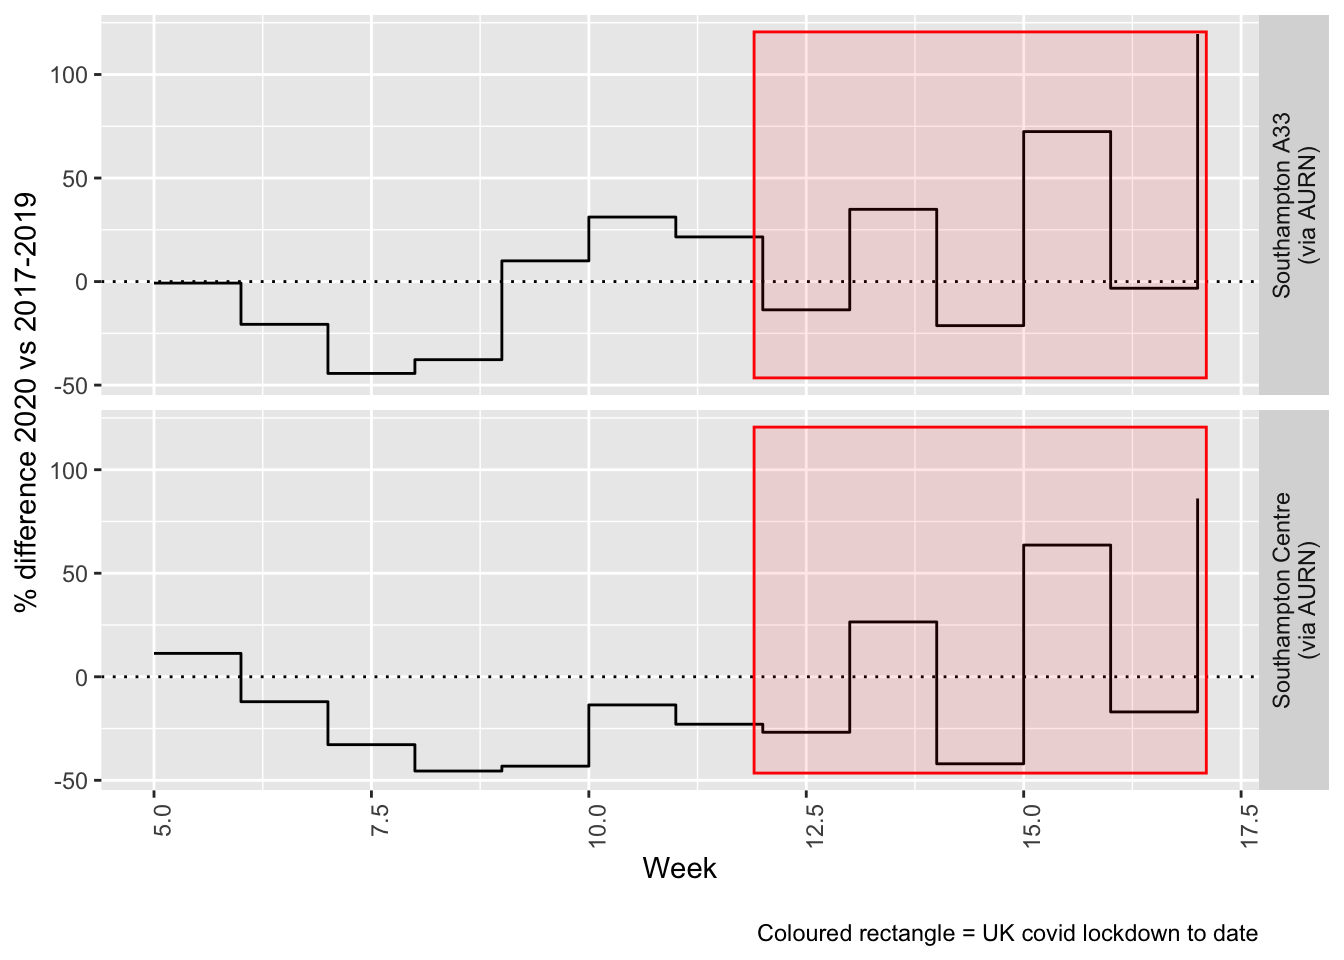 % difference 2020 vs 2017-2019
100
50
0
-50
Southampton A33
(via AURN)
100
50
0
-50
Southampton Centre
(via AURN)
5.0
7.5
10.0
12.5
15.0
17.5
Week
Coloured rectangle = UK covid lockdown to date